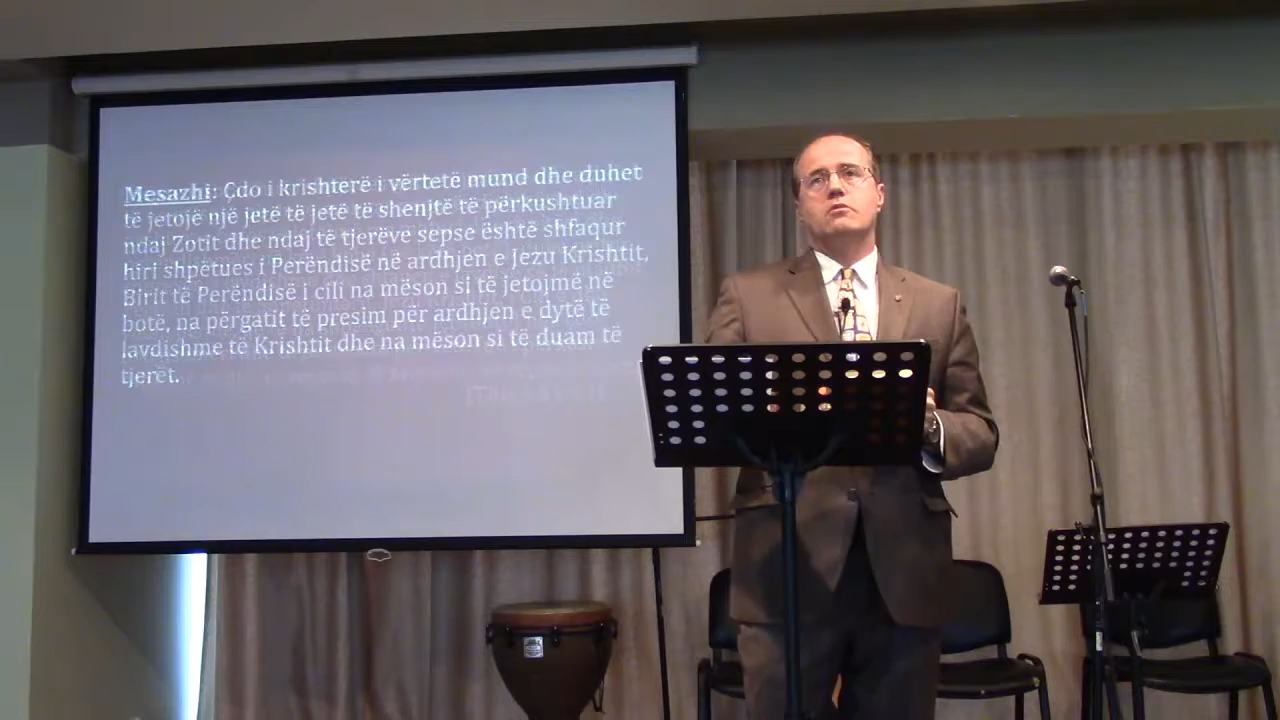 Mesazhi: Çdo i krishterë i vërtetë mund dhe duhet
të jetojë një jetë të jetë të shenjtë të përkushtuar
ndaj Zotit dhe ndaj të tjerëve sepse është shfaqur
hiri shpëtues i Perëndisë në ardhjen e Jezu Krishtit,
Birit të Perëndisë i cili na mëson si të jetojmë në
botë, na përgatit të presim për ardhjen e dytë të
lavdishme të Krishtit dhe na mëson si të duam të
tjerët.